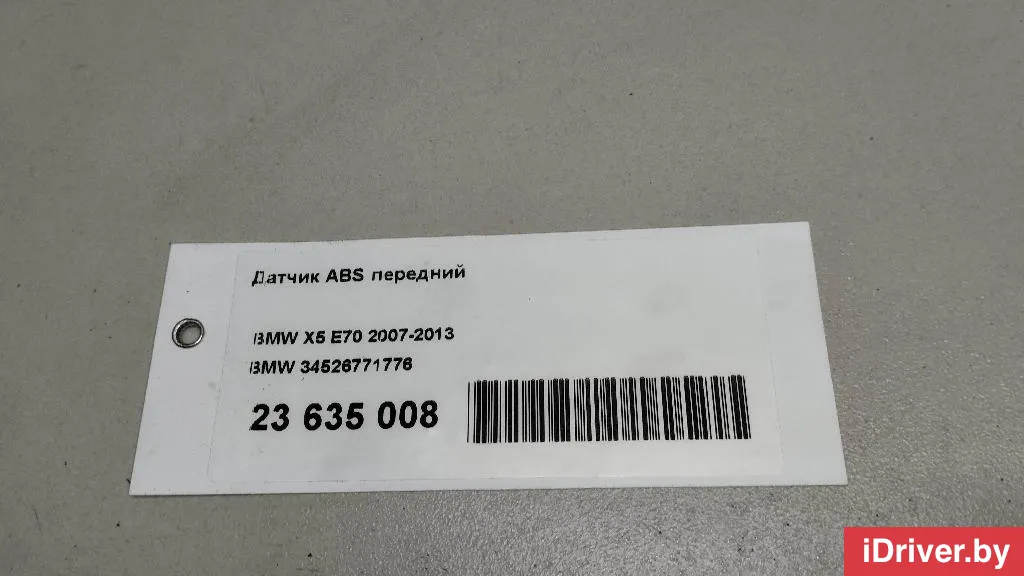 Датчик ABS передний
BMW X5 E70 2007-2013
BMW 34526771776
23 635 008
iDriver.by